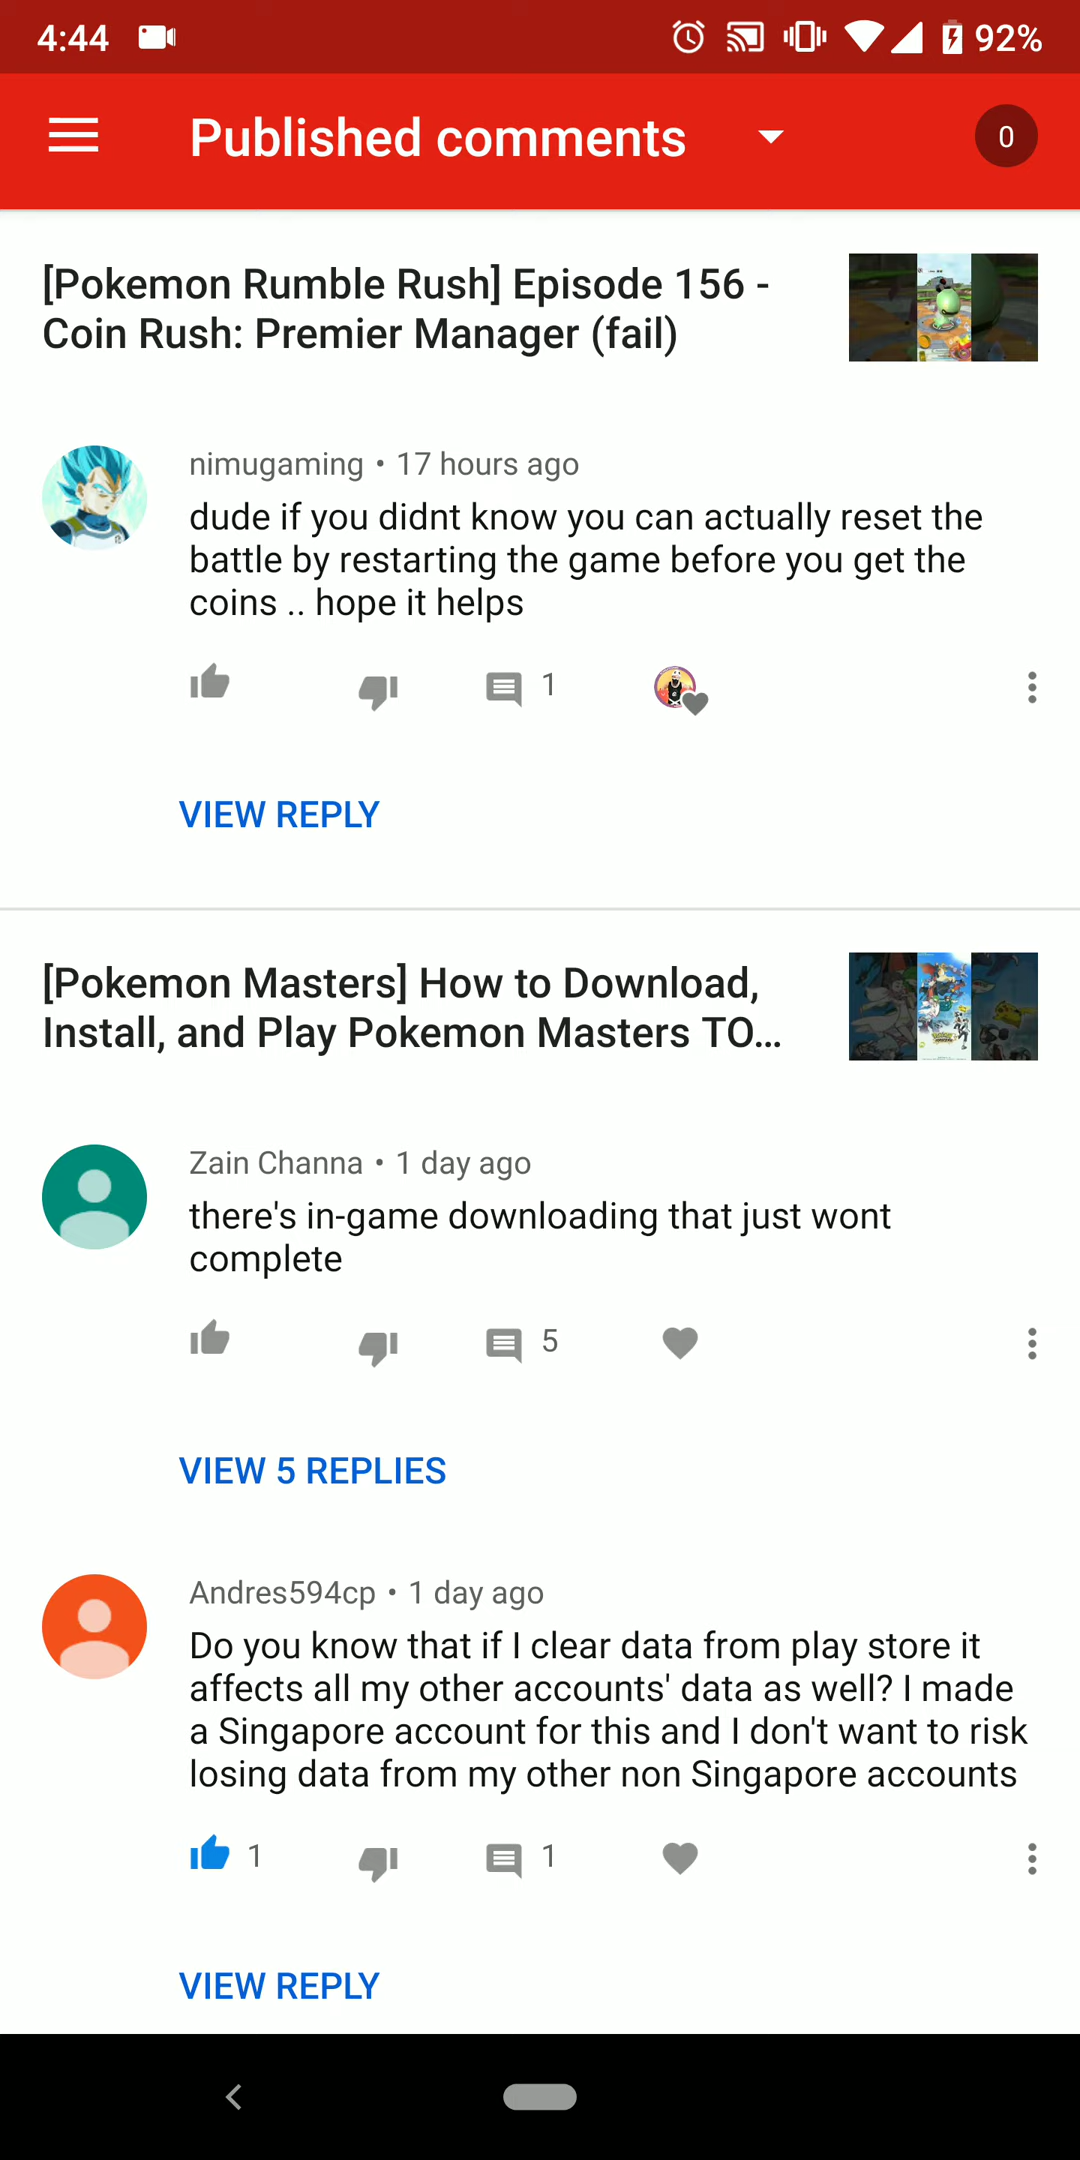 4:44
92%
Published comments
0
[Pokemon Rumble Rush] Episode 156 -
Coin Rush: Premier Manager (fail)
nimugaming • 17 hours ago
dude if you didnt know you can actually reset the
battle by restarting the game before you get the
coins .. hope it helps
1
VIEW REPLY
[Pokemon Masters] How to Download,
Install, and Play Pokemon Masters TO...
Zain Channa • 1 day ago
there's in-game downloading that just wont
complete
5
VIEW 5 REPLIES
Andres594cp • 1 day ago
Do you know that if I clear data from play store it
affects all my other accounts' data as well? I made
a Singapore account for this and I don't want to risk
losing data from my other non Singapore accounts
1 1
VIEW REPLY